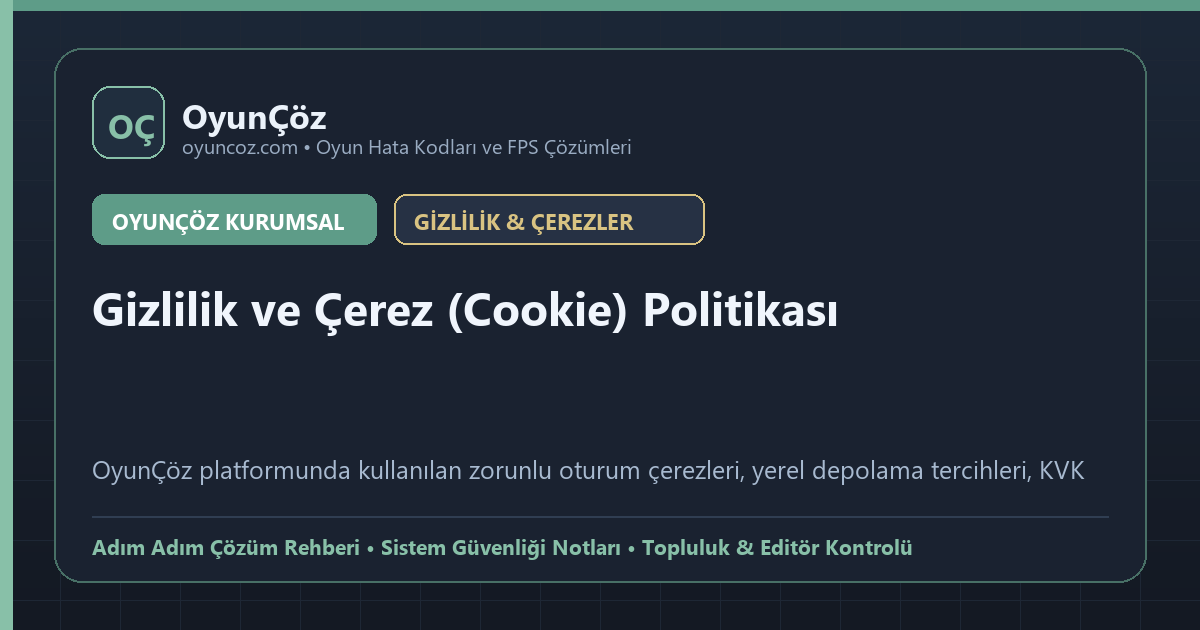 OÇ
OyunÇöz
oyuncoz.com • Oyun Hata Kodları ve FPS Çözümleri
OYUNÇÖZ KURUMSAL
GİZLİLİK & ÇEREZLER
Gizlilik ve Çerez (Cookie) Politikası
OyunÇöz platformunda kullanılan zorunlu oturum çerezleri, yerel depolama tercihleri, KVK
Adım Adım Çözüm Rehberi • Sistem Güvenliği Notları • Topluluk & Editör Kontrolü